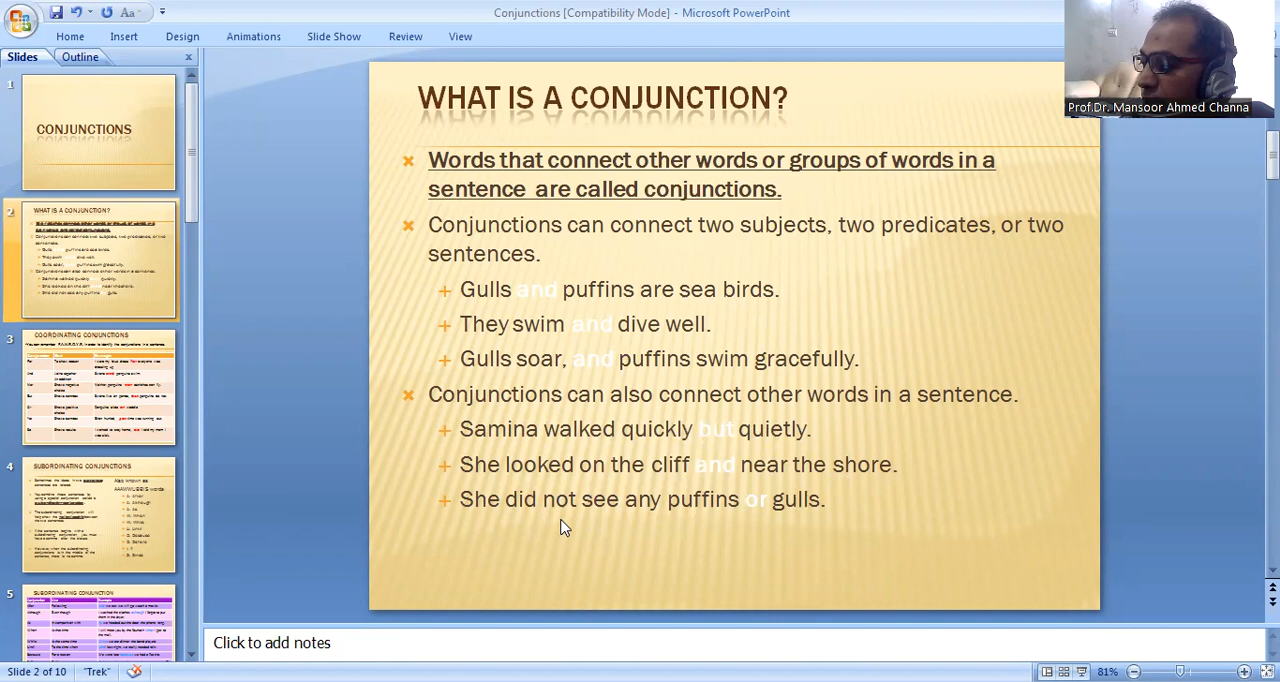 Conjunctions [Compatibility Mode] - Microsoft PowerPoint
Aa
Home Insert Design Animations Slide Show Review View
Slides Outline x
Prof.Dr. Mansoor Ahmed Channa
1
CONJUNCTIONS
2
WHAT IS A CONJUNCTION?
3
COORDINATING CONJUNCTIONS
4
SUBORDINATING CONJUNCTIONS
5
SUBORDINATING CONJUNCTION
WHAT IS A CONJUNCTION?
Words that connect other words or groups of words in a
sentence are called conjunctions.
Conjunctions can connect two subjects, two predicates, or two
sentences.
Gulls and puffins are sea birds.
They swim and dive well.
Gulls soar, and puffins swim gracefully.
Conjunctions can also connect other words in a sentence.
Samina walked quickly but quietly.
She looked on the cliff and near the shore.
She did not see any puffins or gulls.
Click to add notes
Slide 2 of 10 "Trek" 81%